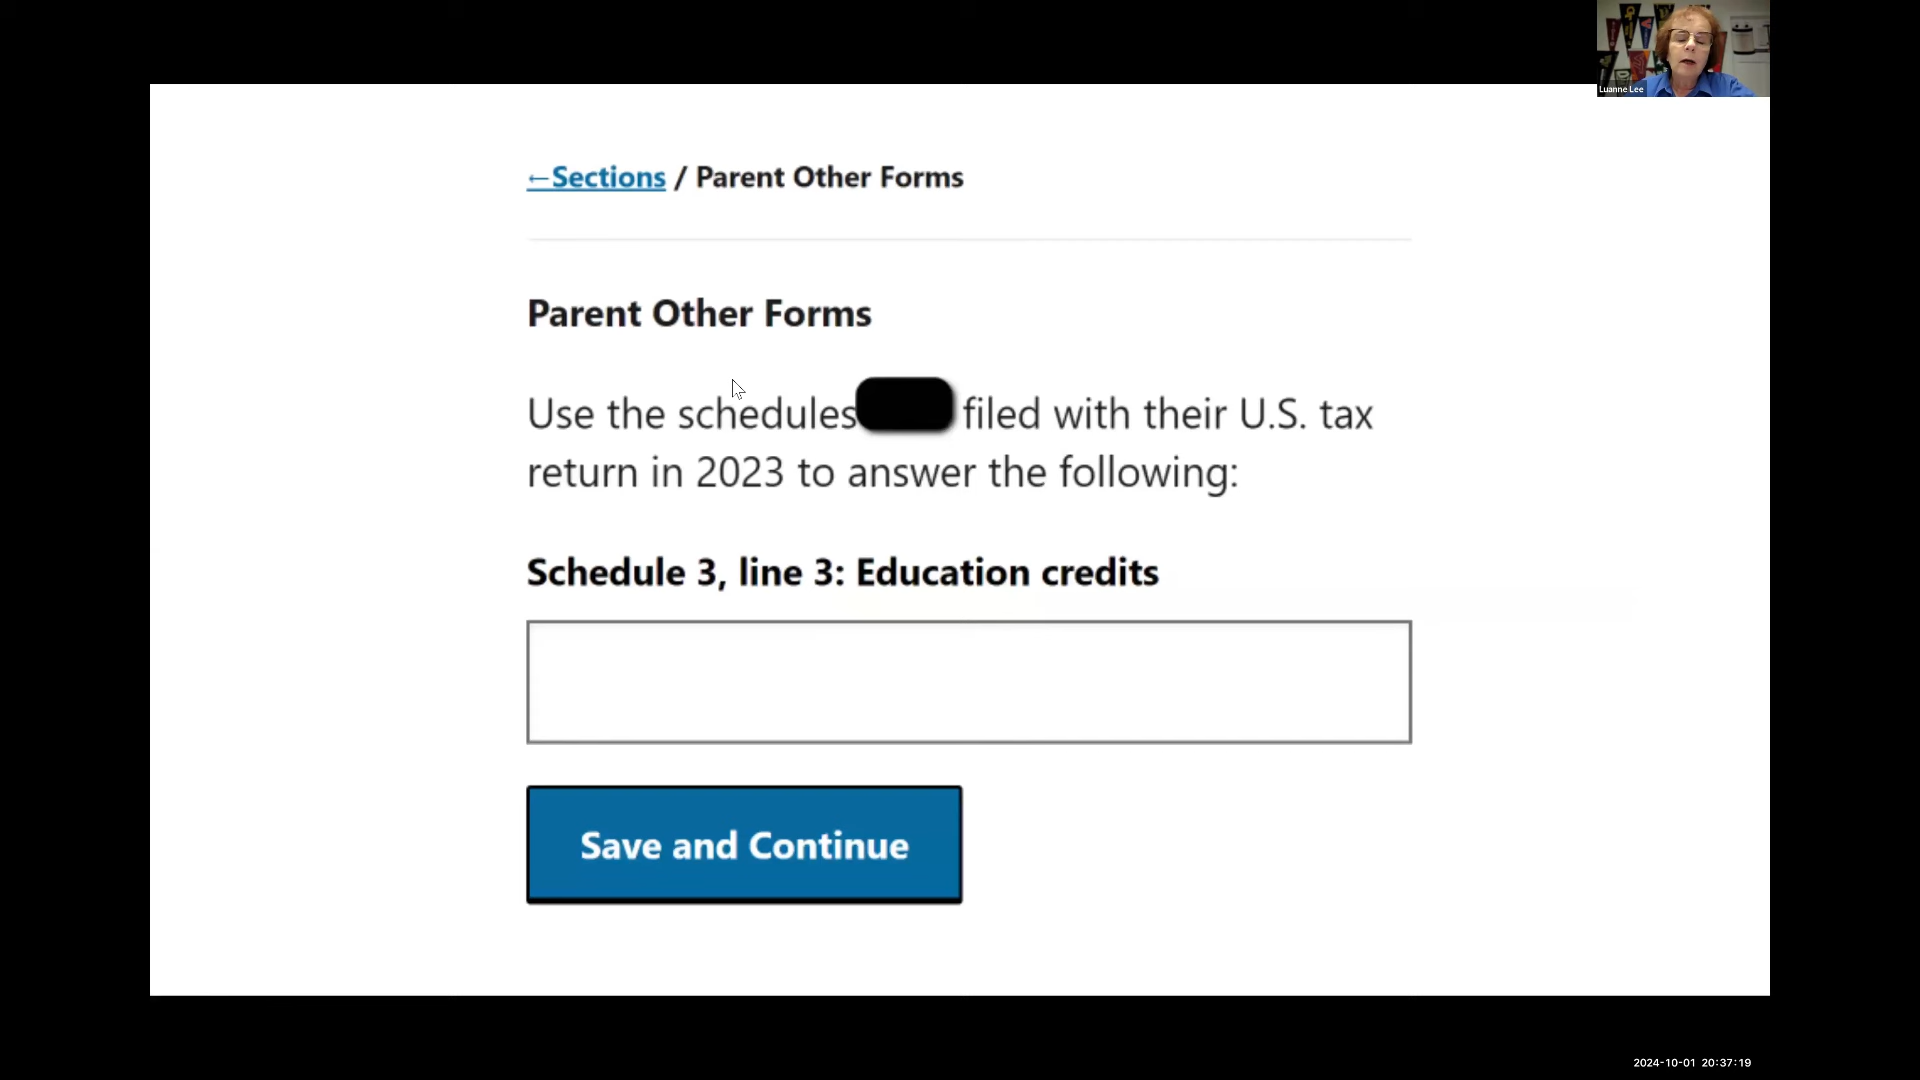 Luanne Lee
←Sections / Parent Other Forms
Parent Other Forms
Use the schedules filed with their U.S. tax
return in 2023 to answer the following:
Schedule 3, line 3: Education credits
Save and Continue
2024-10-01 20:37:19